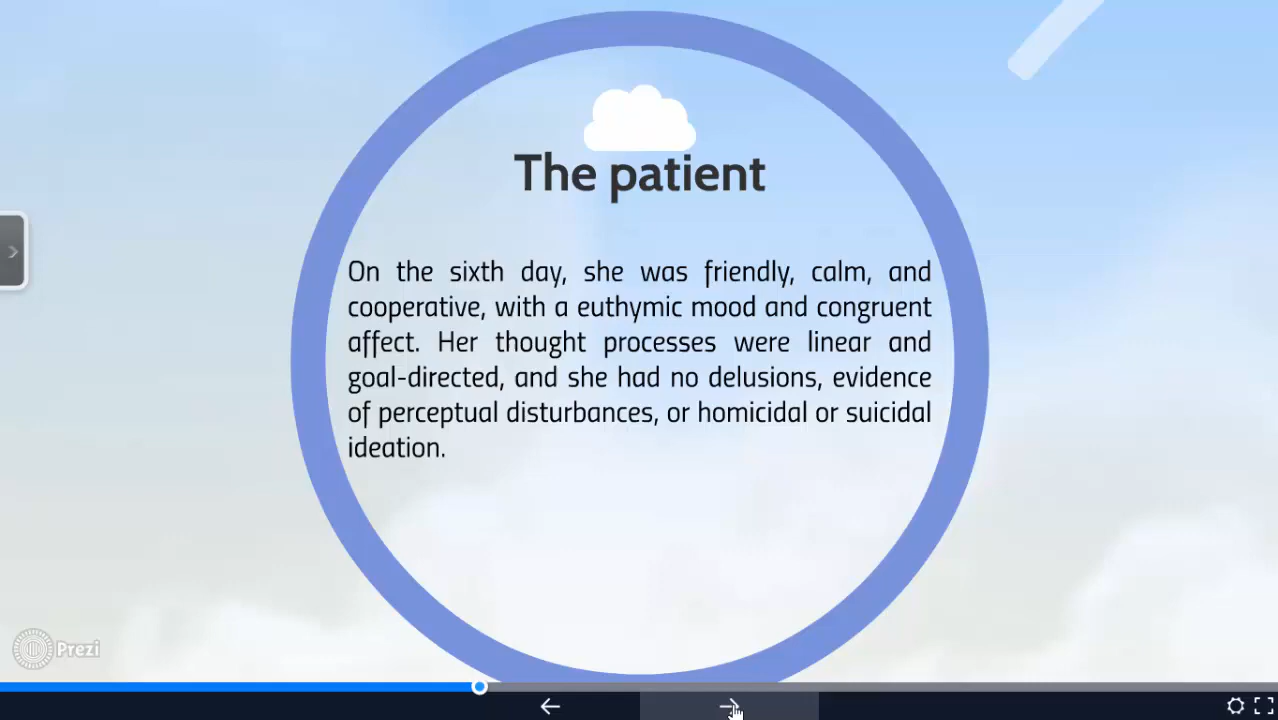 The patient
On the sixth day, she was friendly, calm, and
cooperative, with a euthymic mood and congruent
affect. Her thought processes were linear and
goal-directed, and she had no delusions, evidence
of perceptual disturbances, or homicidal or suicidal
ideation.
Prezi